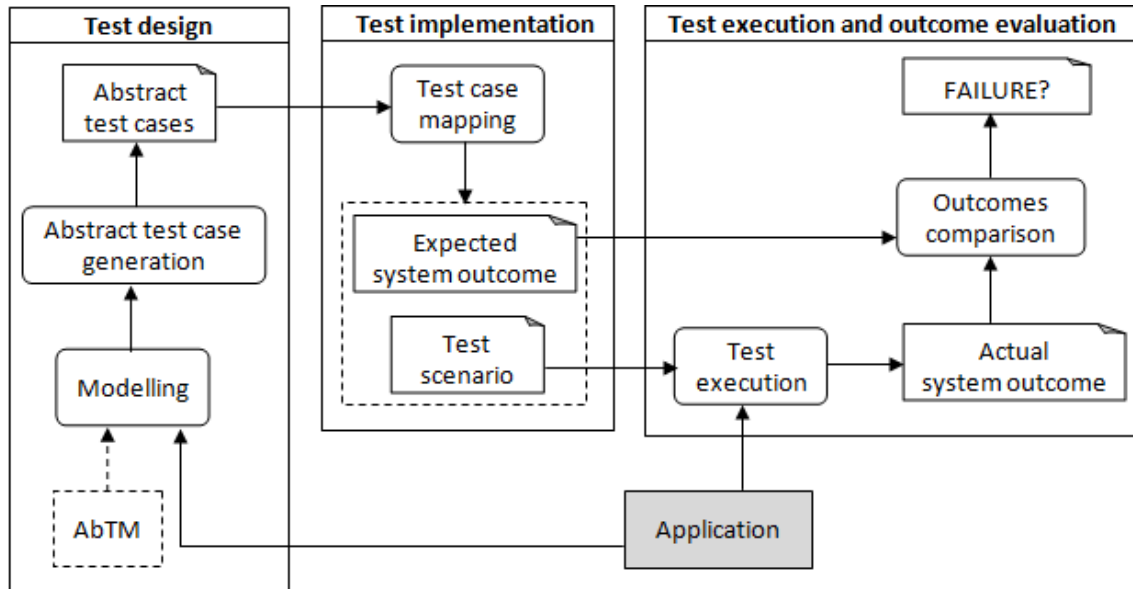 Test design
Abstract
test cases
Abstract test case
generation
Modelling
AbTM
Test implementation
Test case
mapping
Expected
system outcome
Test
scenario
Test execution and outcome evaluation
FAILURE?
Outcomes
comparison
Test
execution
Actual
system outcome
Application